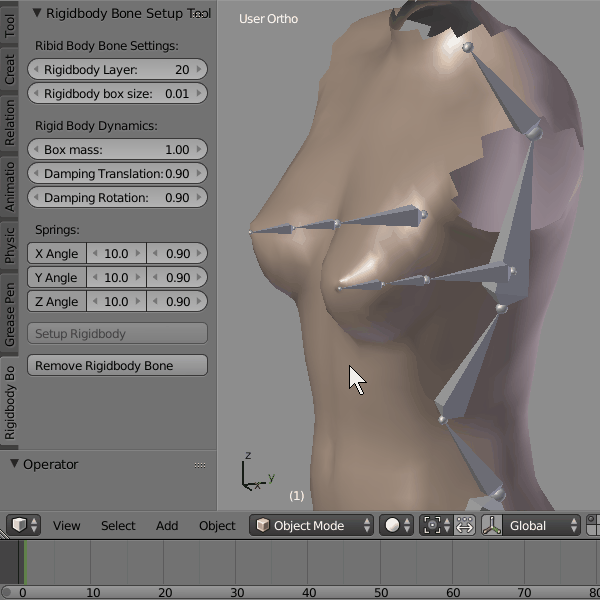 Rigidbody Bone Setup Tool
Ribid Body Bone Settings:
Rigidbody Layer: 20
Rigidbody box size: 0.01
Rigid Body Dynamics:
Box mass: 1.00
Damping Translation: 0.90
Damping Rotation: 0.90
Springs:
X Angle 10.0 0.90
Y Angle 10.0 0.90
Z Angle 10.0 0.90
Setup Rigidbody
Remove Rigidbody Bone
Operator
Tool
Creat
Relation
Animatio
Physic
Grease Pen
Rigidbody Bo
User Ortho
z
y
x
(1)
View Select Add Object Object Mode Global
0 10 20 30 40 50 60 70 80